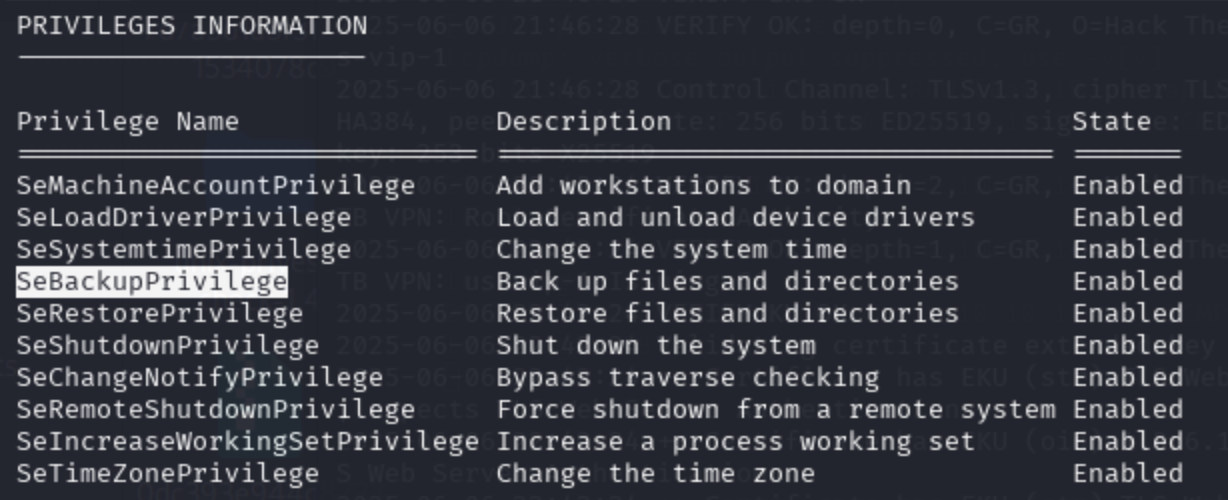 PRIVILEGES INFORMATION
Privilege Name Description State
SeMachineAccountPrivilege Add workstations to domain Enabled
SeLoadDriverPrivilege Load and unload device drivers Enabled
SeSystemtimePrivilege Change the system time Enabled
SeBackupPrivilege Back up files and directories Enabled
SeRestorePrivilege Restore files and directories Enabled
SeShutdownPrivilege Shut down the system Enabled
SeChangeNotifyPrivilege Bypass traverse checking Enabled
SeRemoteShutdownPrivilege Force shutdown from a remote system Enabled
SeIncreaseWorkingSetPrivilege Increase a process working set Enabled
SeTimeZonePrivilege Change the time zone Enabled